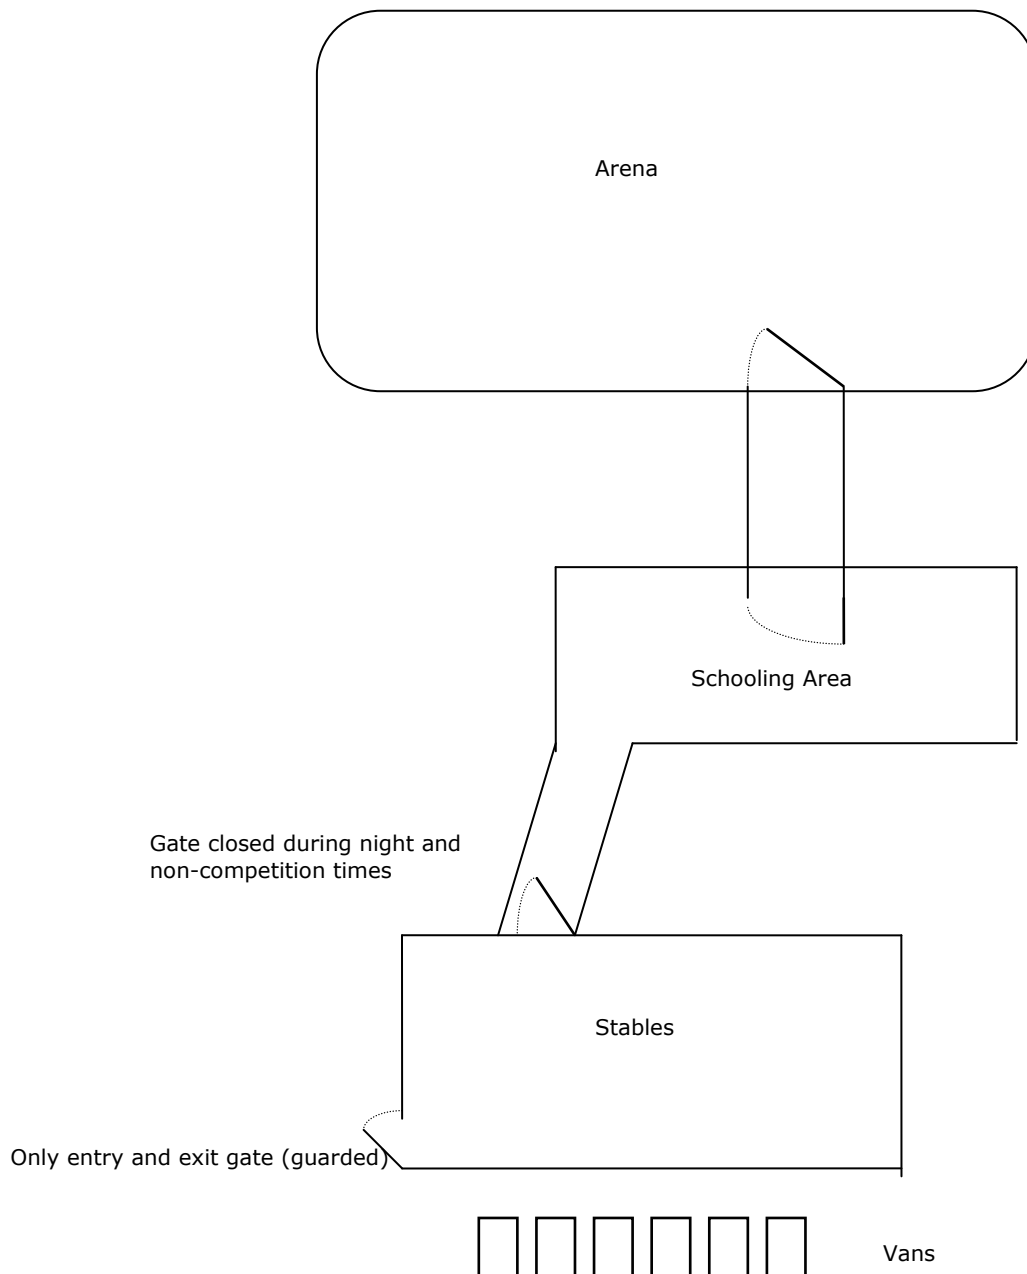 Arena
Schooling Area
Gate closed during night and
non-competition times
Stables
Only entry and exit gate (guarded)
Vans